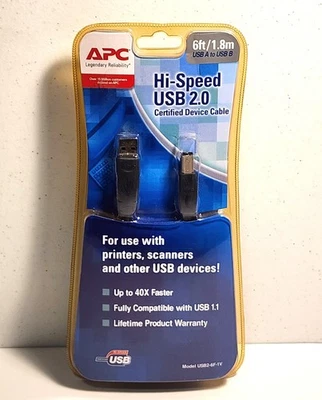 APC
Legendary Reliability
6ft/1.8m
USB A to USB B
Hi-Speed
USB 2.0
Certified Device Cable
For use with
printers, scanners
and other USB devices!
Up to 40X Faster
Fully Compatible with USB 1.1
Lifetime Product Warranty
USB